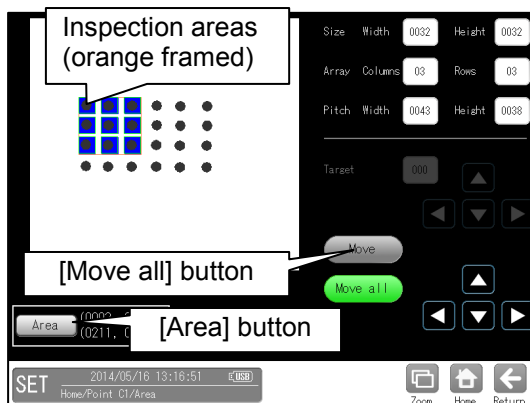 Inspection areas
(orange framed)
Size Width 0032 Height 0032
Array Columns 03 Rows 03
Pitch Width 0043 Height 0038
Target 000
Move
[Move all] button
Move all
Area
[Area] button
(0211,
SET
2014/05/16 13:16:51
USB
Home/Point C1/Area
Zoom Home Return